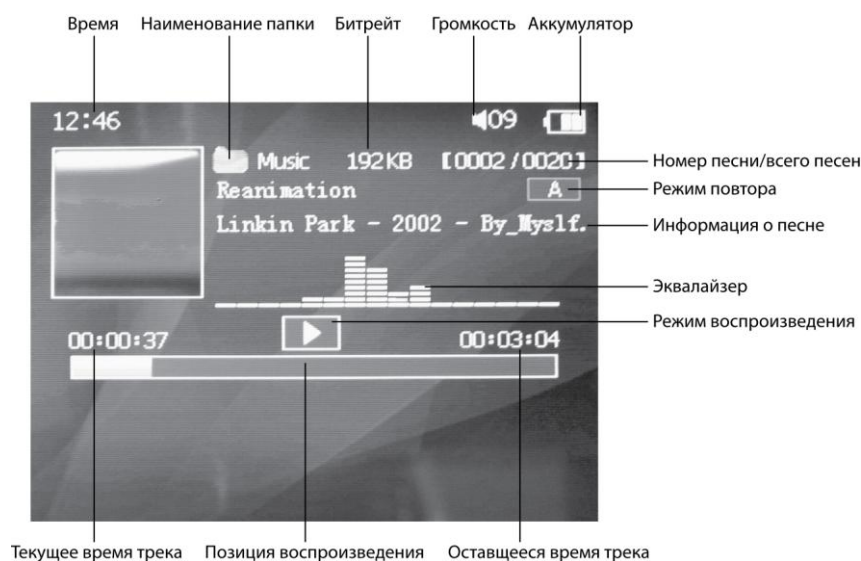 Время Наименование папки Битрейт Громкость Аккумулятор
12:46 09
Music 192KB [0002/0020]
Номер песни/всего песен
Reanimation A
Режим повтора
Linkin Park - 2002 - By_Myslf.
Информация о песне
Эквалайзер
Режим воспроизведения
00:00:37 00:03:04
Текущее время трека Позиция воспроизведения Оставщееся время трека